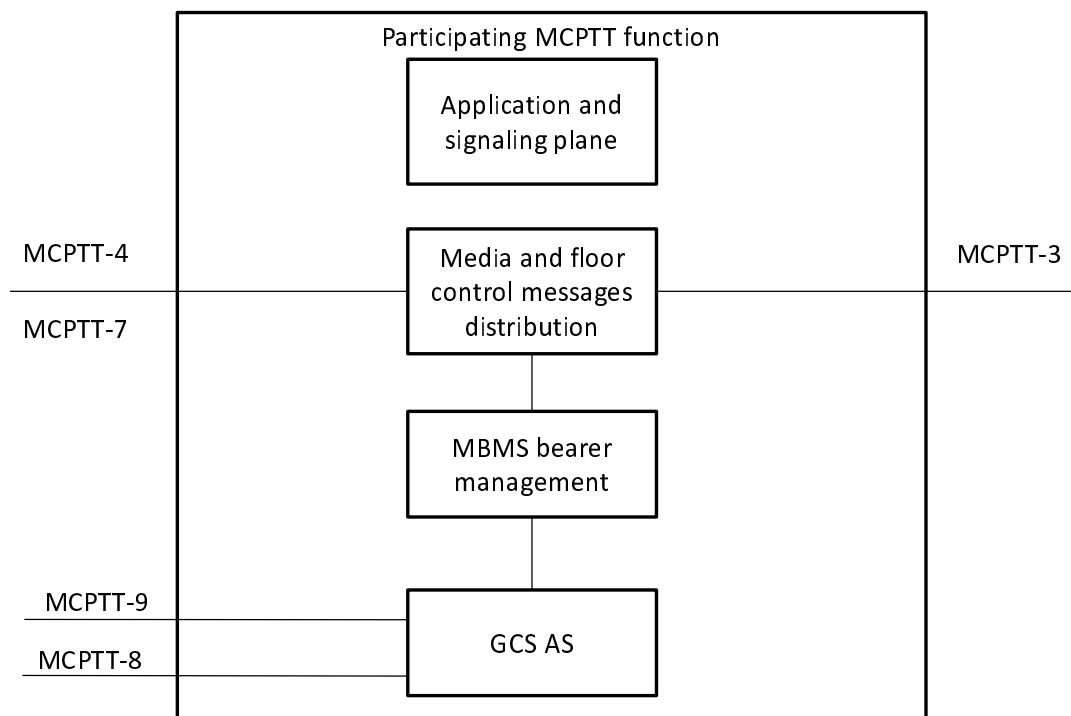 Participating MCPTT function
Application and
signaling plane
MCPTT-4
Media and floor
control messages
distribution
MCPTT-3
MCPTT-7
MBMS bearer
management
MCPTT-9
GCS AS
MCPTT-8